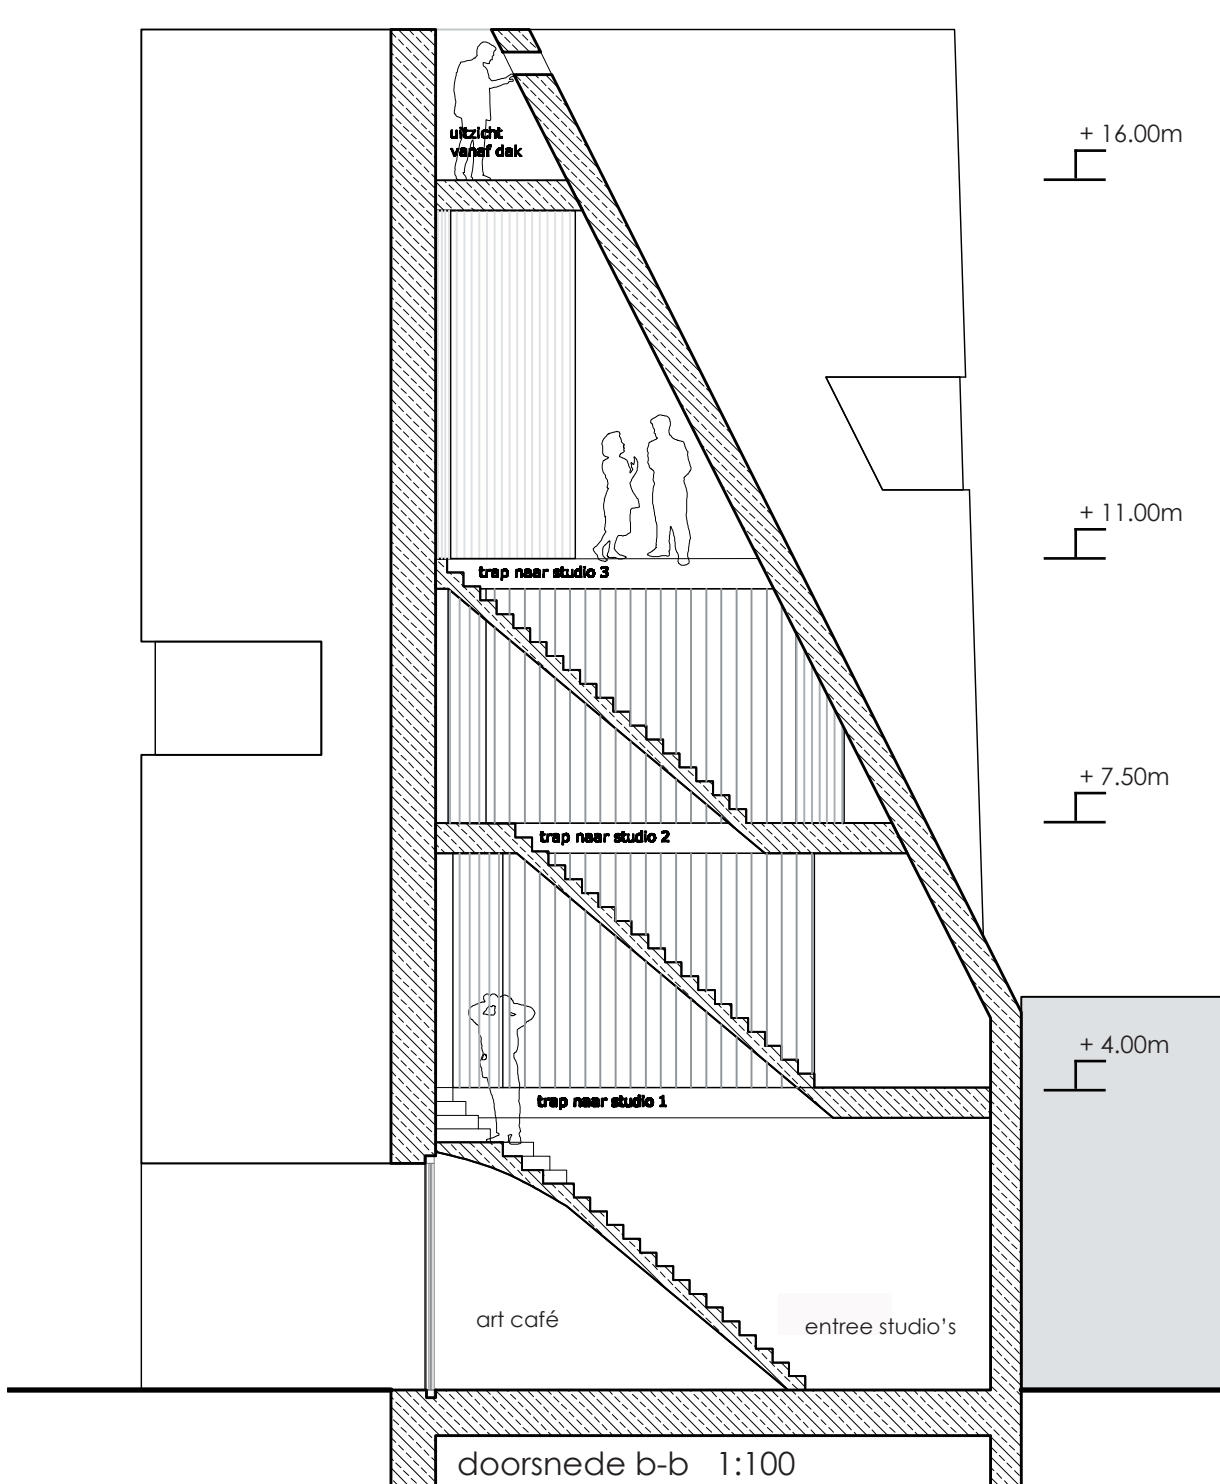 + 16.00m
uitzicht
vanaf dak
+ 11.00m
trap naar studio 3
+ 7.50m
trap naar studio 2
+ 4.00m
trap naar studio 1
art café
entree studio's
doorsnede b-b 1:100